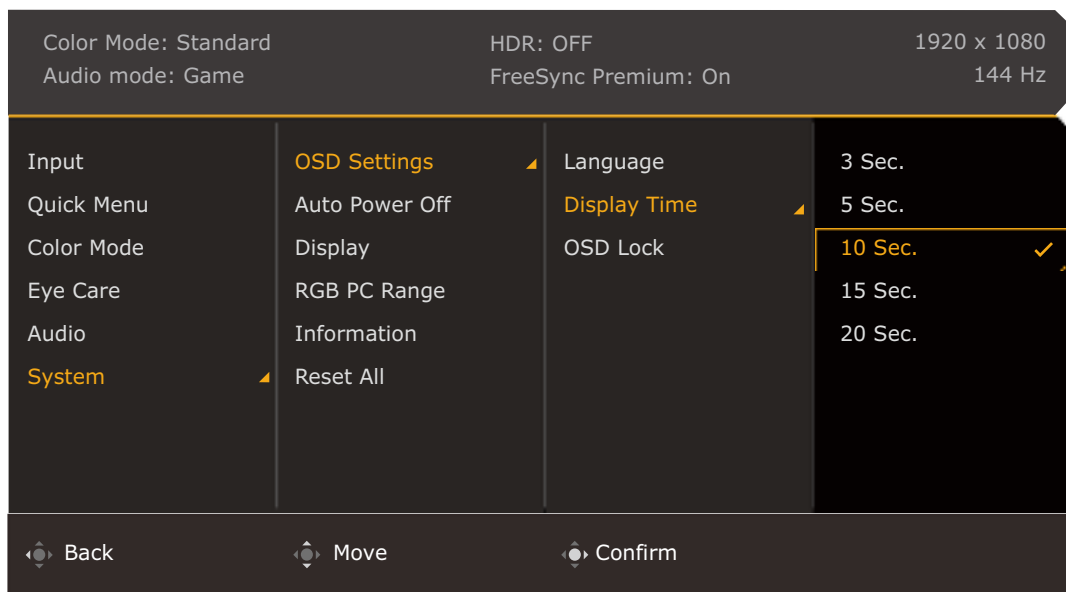 Color Mode: Standard
Audio mode: Game
HDR: OFF
FreeSync Premium: On
1920 x 1080
144 Hz
Input
Quick Menu
Color Mode
Eye Care
Audio
System
OSD Settings
Auto Power Off
Display
RGB PC Range
Information
Reset All
Language
Display Time
OSD Lock
3 Sec.
5 Sec.
10 Sec.
15 Sec.
20 Sec.
Back
Move
Confirm